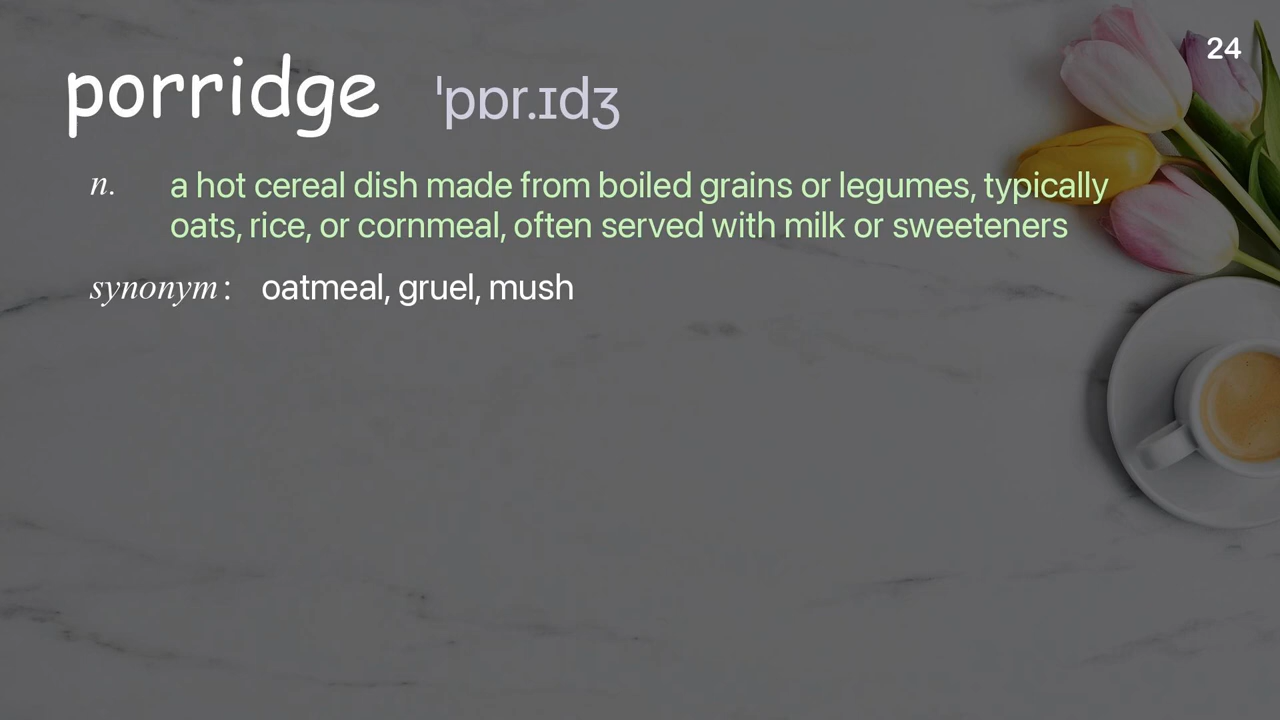 24
porridge ˈpɒr.ɪdʒ
n. a hot cereal dish made from boiled grains or legumes, typically
oats, rice, or cornmeal, often served with milk or sweeteners
synonym: oatmeal, gruel, mush